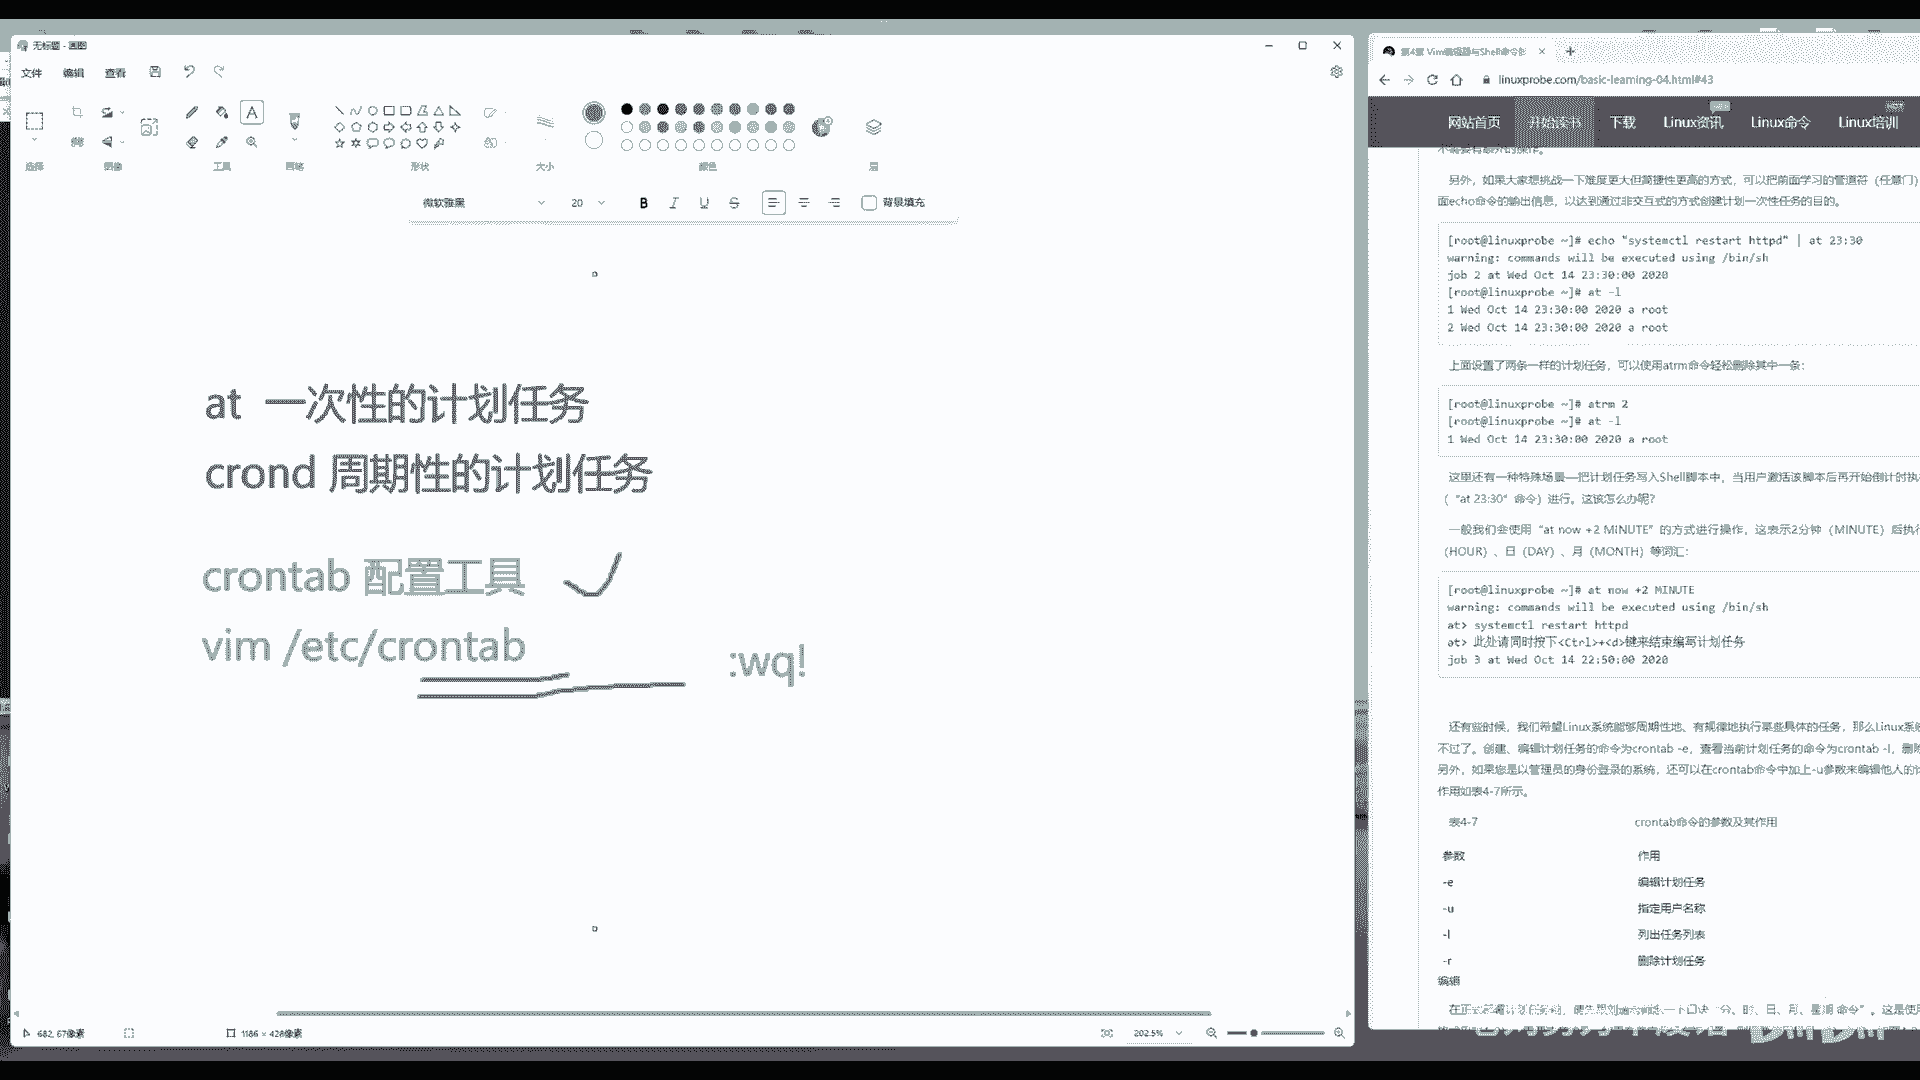 无标题 - 画图
文件 编辑 查看
选择 图像 工具 画笔 形状 大小 颜色 层
微软雅黑 20 B I U S 背景填充
at 一次性的计划任务
crond 周期性的计划任务
crontab 配置工具
vim /etc/crontab
:wq!
682, 67像素 1186 × 428像素 202.5%
第4章 Vim编辑器与Shell命令
linuxprobe.com/basic-learning-04.html#43
网站首页 开始读书 下载 Linux资讯 Linux命令 Linux培训
不需要有额外的操作。
另外，如果大家想挑战一下难度更大但简捷性更高的方式，可以把前面学习的管道符（任意门）
面echo命令的输出信息，以达到通过非交互式的方式创建计划一次性任务的目的。
[root@linuxprobe ~]# echo "systemctl restart httpd" | at 23:30
warning: commands will be executed using /bin/sh
job 2 at Wed Oct 14 23:30:00 2020
[root@linuxprobe ~]# at -l
1 Wed Oct 14 23:30:00 2020 a root
2 Wed Oct 14 23:30:00 2020 a root
上面设置了两条一样的计划任务，可以使用atrm命令轻松删除其中一条：
[root@linuxprobe ~]# atrm 2
[root@linuxprobe ~]# at -l
1 Wed Oct 14 23:30:00 2020 a root
这里还有一种特殊场景—把计划任务写入Shell脚本中，当用户激活该脚本后再开始倒计时执
（“at 23:30”命令）进行。这该怎么办呢？
一般我们会使用“at now +2 MINUTE”的方式进行操作，这表示2分钟（MINUTE）后执行
（HOUR）、日（DAY）、月（MONTH）等词汇：
[root@linuxprobe ~]# at now +2 MINUTE
warning: commands will be executed using /bin/sh
at> systemctl restart httpd
at> 此处请同时按下<Ctrl>+<d>键来结束编写计划任务
job 3 at Wed Oct 14 22:50:00 2020
还有些时候，我们希望Linux系统能够周期性地、有规律地执行某些具体的任务，那么Linux系
不过了。创建、编辑计划任务的命令为crontab -e，查看当前计划任务的命令为crontab -l，删
另外，如果您是以管理员的身份登录的系统，还可以在crontab命令中加上-u参数来编辑他人的计
作用如表4-7所示。
表4-7 crontab命令的参数及其作用
参数 作用
-e 编辑计划任务
-u 指定用户名称
-l 列出任务列表
-r 删除计划任务
编辑
“分、时、日、月、星期 命令”。这是使用